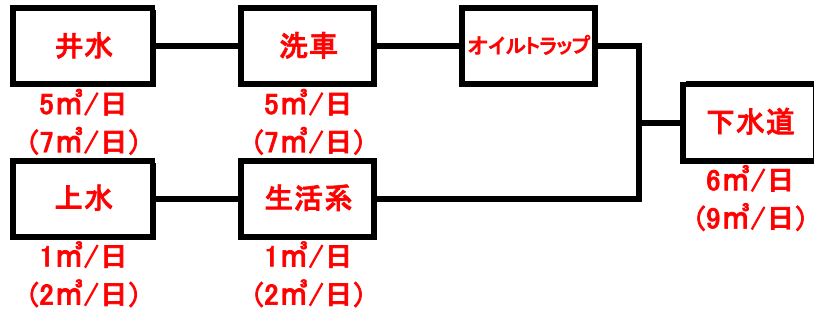 井水
洗車
オイルトラップ
5㎥/日
(7㎥/日)
5㎥/日
(7㎥/日)
下水道
6㎥/日
(9㎥/日)
上水
生活系
1㎥/日
(2㎥/日)
1㎥/日
(2㎥/日)